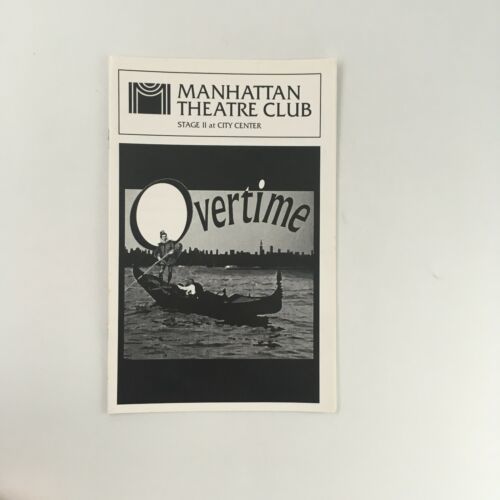 MANHATTAN
THEATRE CLUB
STAGE II at CITY CENTER
Overtime